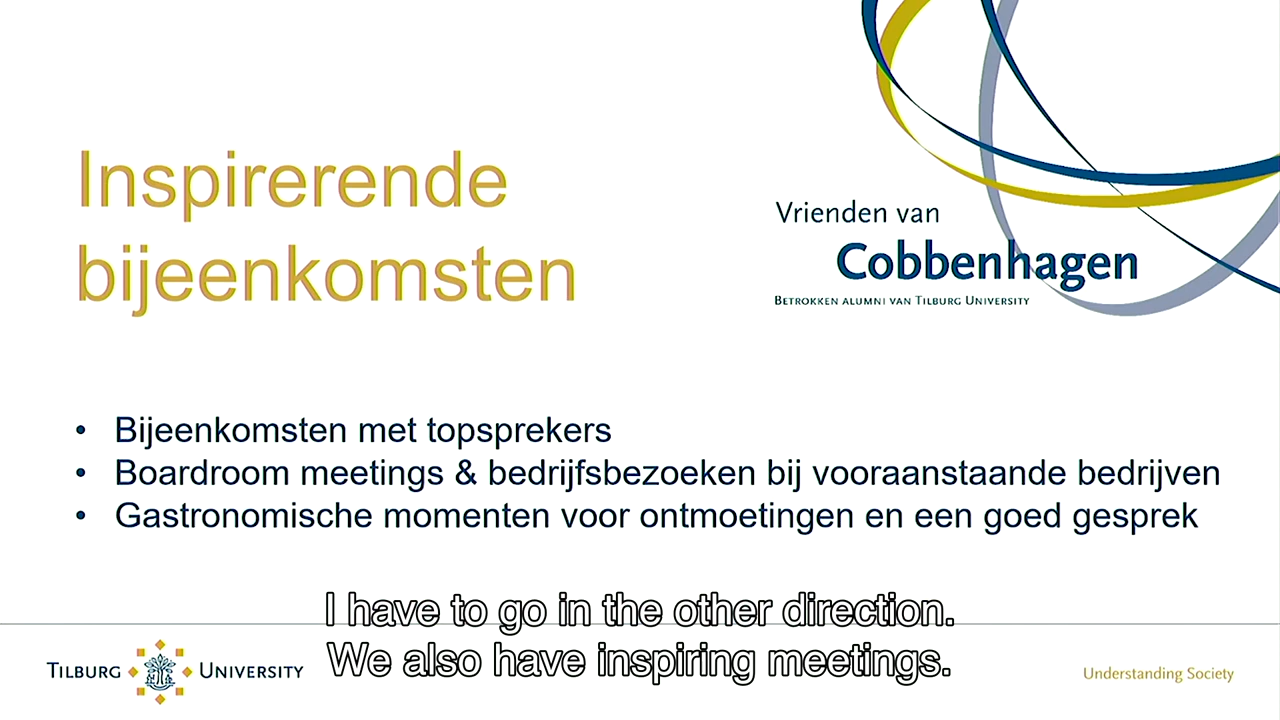 Inspirerende
bijeenkomsten
Vrienden van
Cobbenhagen
Betrokken alumni van Tilburg University
• Bijeenkomsten met topsprekers
• Boardroom meetings & bedrijfsbezoeken bij vooraanstaande bedrijven
• Gastronomische momenten voor ontmoetingen en een goed gesprek
I have to go in the other direction.
We also have inspiring meetings.
Tilburg University
Understanding Society